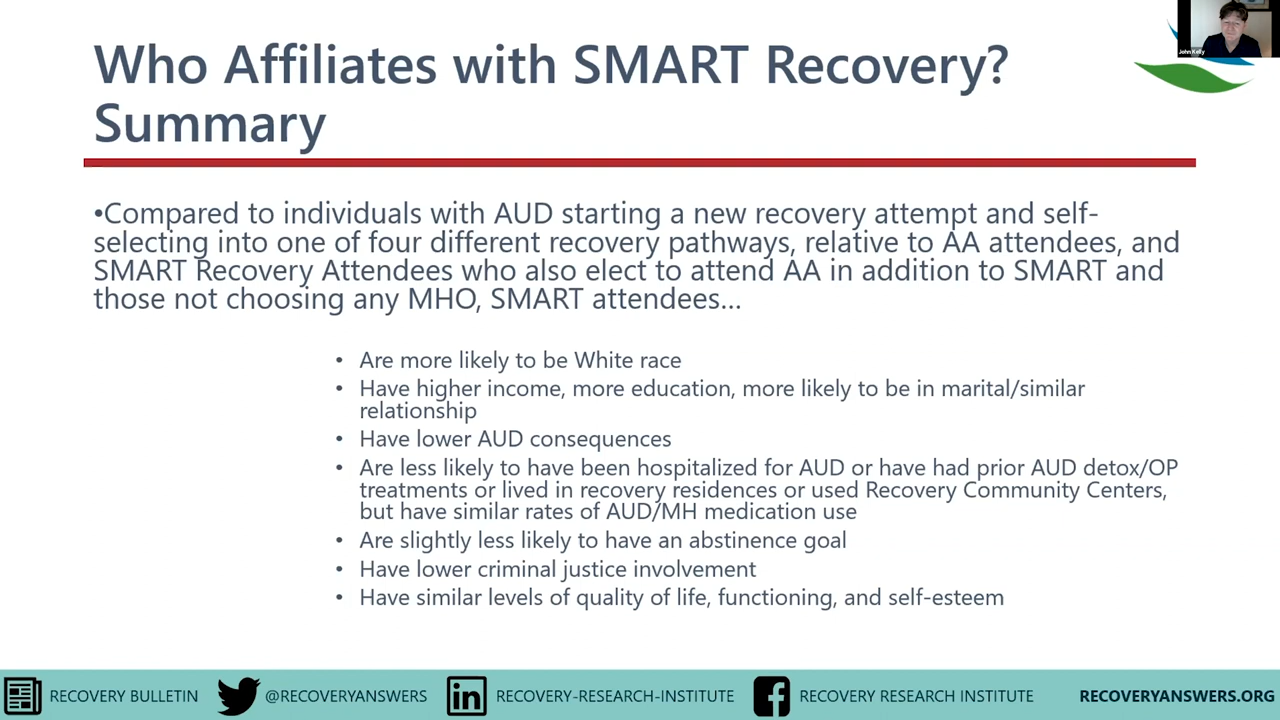 John Kelly
Who Affiliates with SMART Recovery?
Summary
•Compared to individuals with AUD starting a new recovery attempt and self-
selecting into one of four different recovery pathways, relative to AA attendees, and
SMART Recovery Attendees who also elect to attend AA in addition to SMART and
those not choosing any MHO, SMART attendees...
• Are more likely to be White race
• Have higher income, more education, more likely to be in marital/similar
relationship
• Have lower AUD consequences
• Are less likely to have been hospitalized for AUD or have had prior AUD detox/OP
treatments or lived in recovery residences or used Recovery Community Centers,
but have similar rates of AUD/MH medication use
• Are slightly less likely to have an abstinence goal
• Have lower criminal justice involvement
• Have similar levels of quality of life, functioning, and self-esteem
RECOVERY BULLETIN @RECOVERYANSWERS in RECOVERY-RESEARCH-INSTITUTE f RECOVERY RESEARCH INSTITUTE RECOVERYANSWERS.ORG